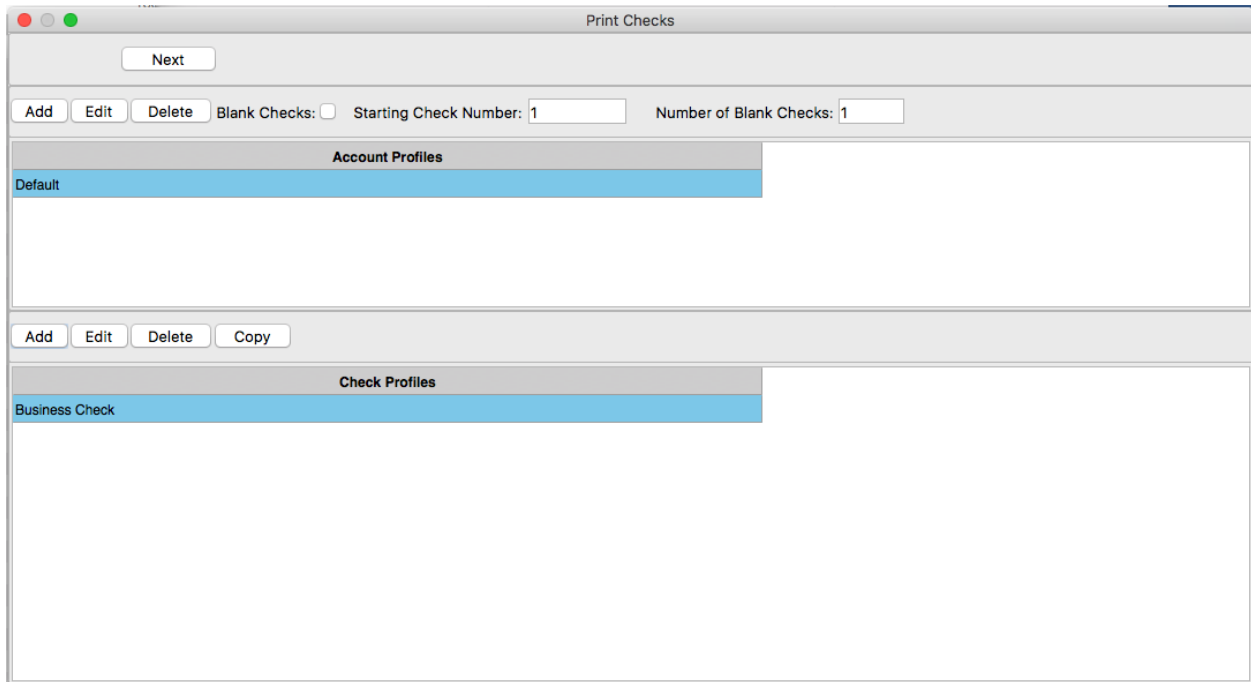 Print Checks
Next
Add Edit Delete Blank Checks: Starting Check Number: 1 Number of Blank Checks: 1
Account Profiles
Default
Add Edit Delete Copy
Check Profiles
Business Check